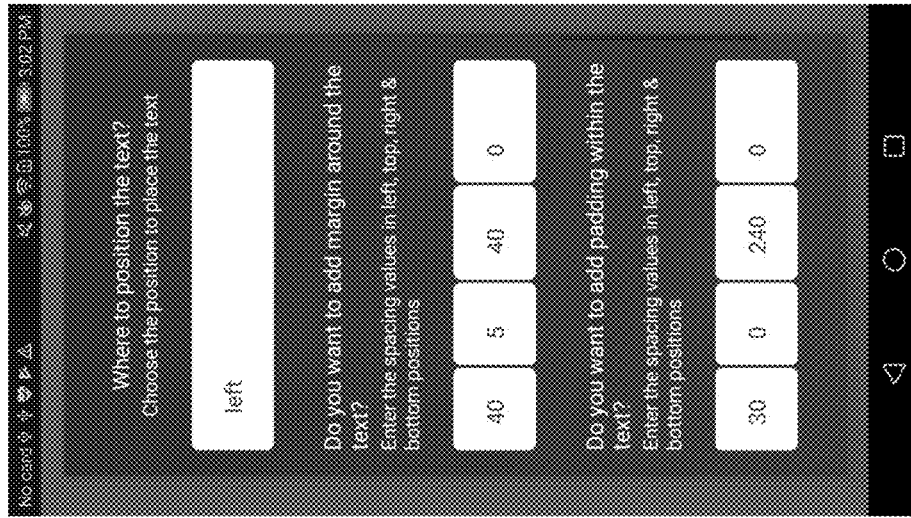 No card
100% 3:02 PM
Where to position the text?
Choose the position to place the text
left
Do you want to add margin around the
text?
Enter the spacing values in left, top, right &
bottom positions
40 5 40 0
Do you want to add padding within the
text?
Enter the spacing values in left, top, right &
bottom positions
30 0 240 0